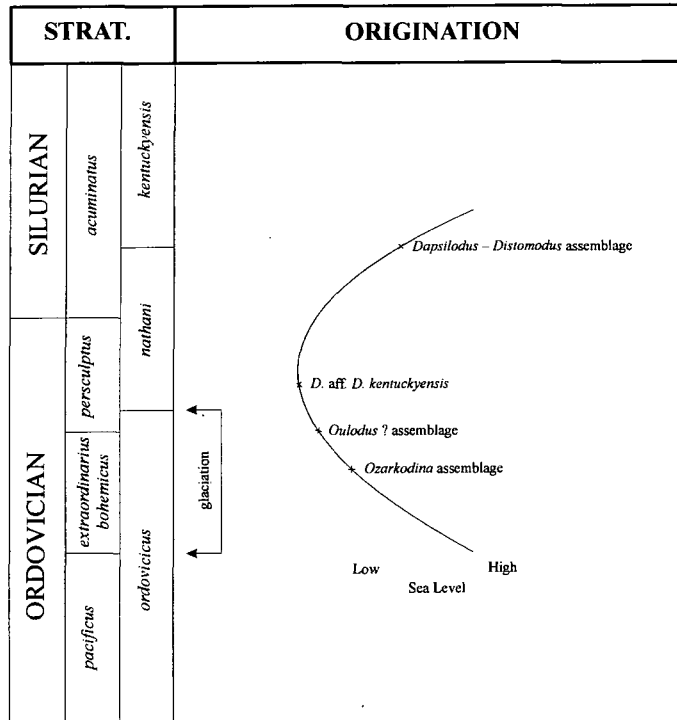 STRAT.
ORIGINATION
SILURIAN
ORDOVICIAN
acuminatus
persculptus
extraordinarius
bohemicus
pacificus
kentuckyensis
nathani
ordovicicus
glaciation
Dapsilodus – Distomodus assemblage
D. aff. D. kentuckyensis
Oulodus ? assemblage
Ozarkodina assemblage
Low
High
Sea Level